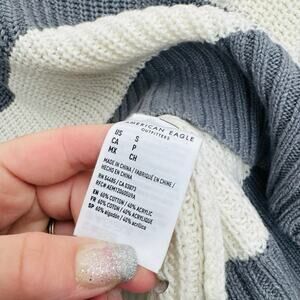 AMERICAN EAGLE
OUTFITTERS
US S
CA P
MX CH
MADE IN CHINA / FABRIQUÉ EN CHINE /
HECHO EN CHINA
RN 54485 / CA 03873
EN 60% COTTON / 40% ACRYLIC
FR 60% COTON / 40% ACRYLIQUE
SP 60% algodón / 40% acrílico